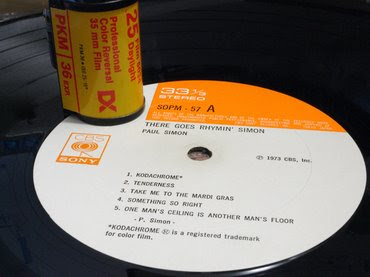 25
Film
Daylight
Professional
Color Reversal
35 mm Film
DX
PKM
36 EXP.
33⅓
STEREO
SOPM - 57 A
THERE GOES RHYMIN' SIMON
PAUL SIMON
CBS
SONY
℗ 1973 CBS, Inc.
1. KODACHROME*
2. TENDERNESS
3. TAKE ME TO THE MARDI GRAS
4. SOMETHING SO RIGHT
5. ONE MAN'S CEILING IS ANOTHER MAN'S FLOOR
- P. Simon -
*KODACHROME ® is a registered trademark
for color film.